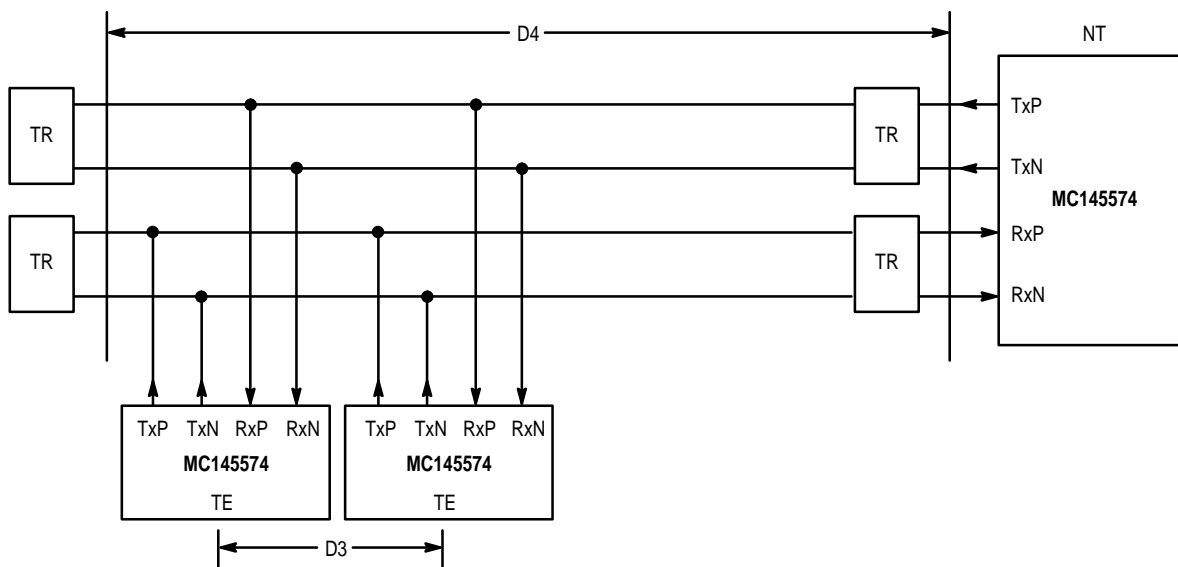 D4
NT
TR
TR
TxP
TxN
MC145574
RxP
RxN
TR
TR
TxP TxN RxP RxN
MC145574
TE
TxP TxN RxP RxN
MC145574
TE
D3